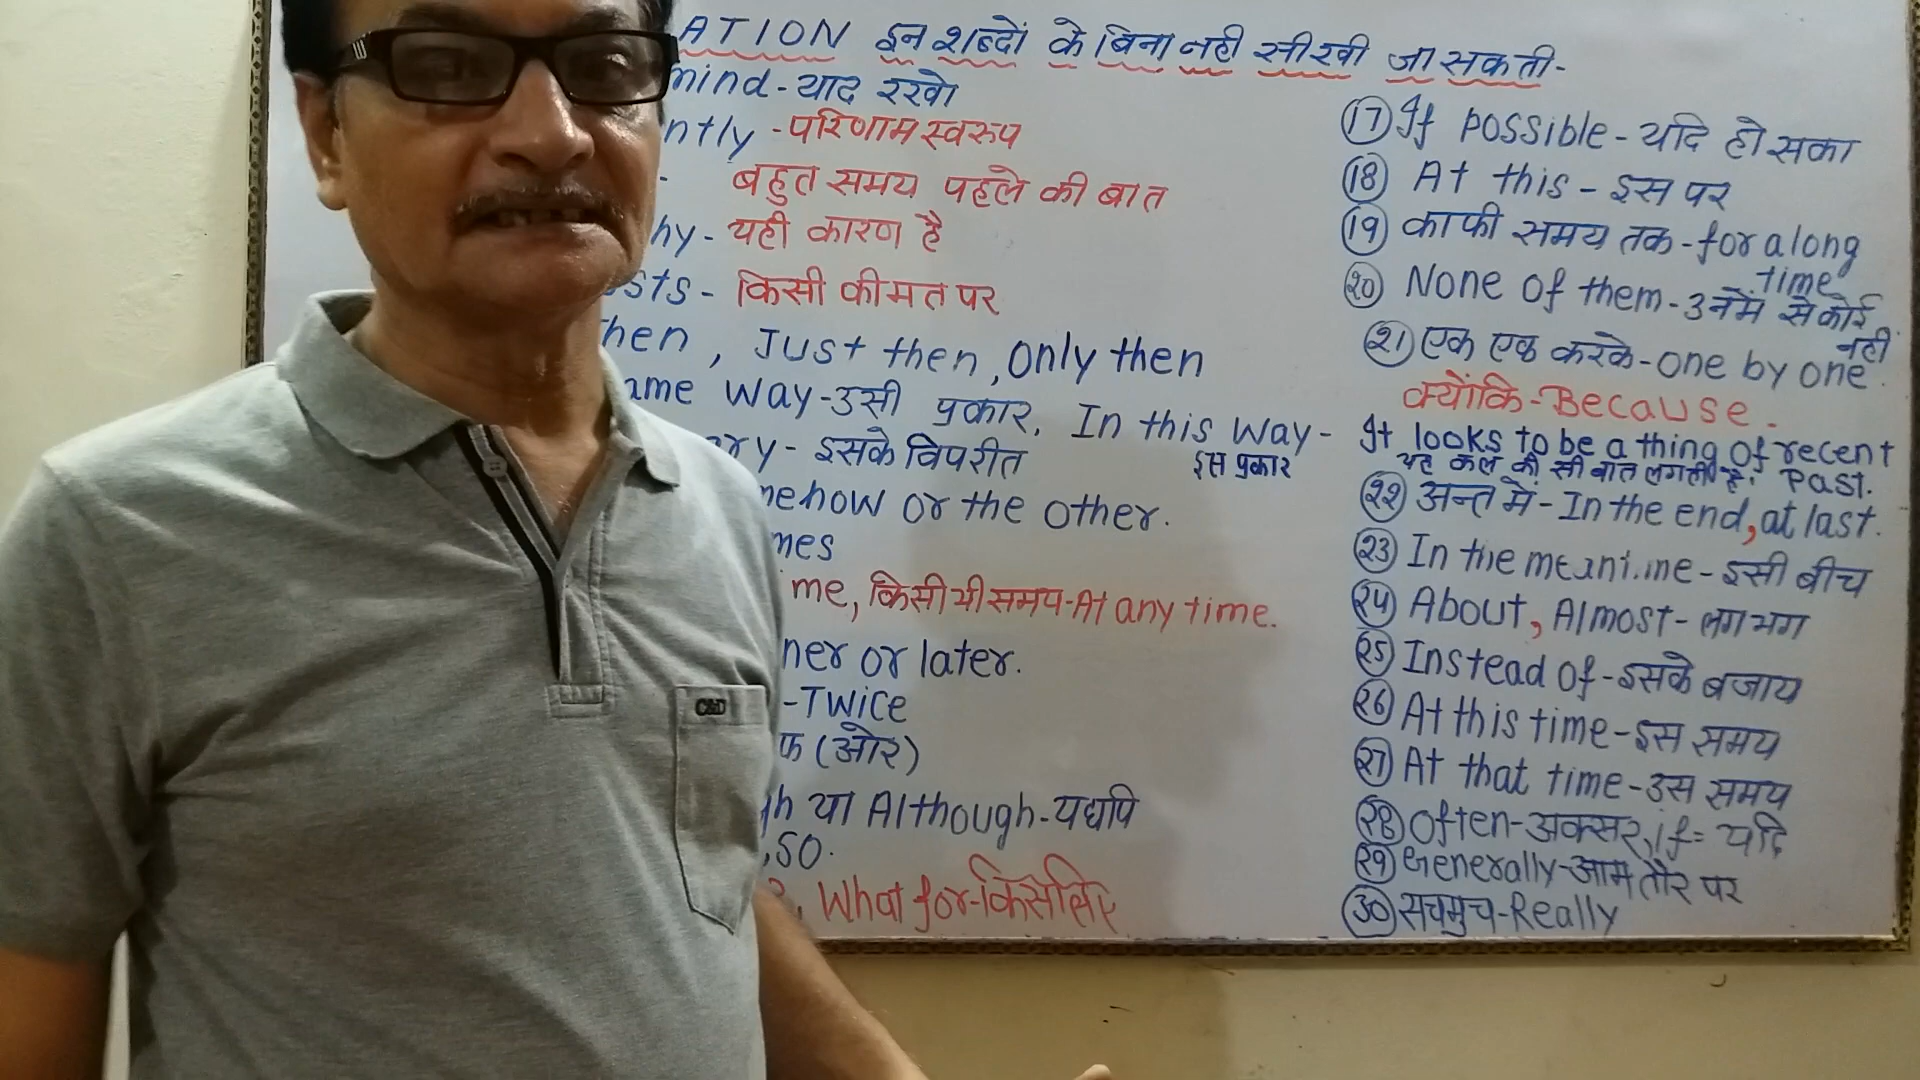 ATION इन शब्दों के बिना नही सीखी जा सकती-
mind-याद रखो
ntly-परिणाम स्वरुप
- बहुत समय पहले की बात
hy-यही कारण है
sts-किसी कीमत पर
hen, Just then, only then
ame way-उसी प्रकार, In this way-
इस प्रकार
ry-इसके विपरीत
mehow or the other.
mes
me, किसी भी समय-At any time.
ner or later.
-Twice
फ (ओर)
gh या Although-यद्यपि
,so.
, What for-किसलिए
C&D
(17) If possible-यदि हो सका
(18) At this-इस पर
(19) काफी समय तक-for a long
time
(20) None of them-उनमें से कोई
नही
(21) एक एक करके-one by one.
क्योंकि-Because.
It looks to be a thing of recent
यह कल की सी बात लगती है. Past.
(22) अन्त में-In the end, at last.
(23) In the meantime-इसी बीच
(24) About, Almost-लगभग
(25) Instead of-इसके बजाय
(26) At this time-इस समय
(27) At that time-उस समय
(28) Often-अक्सर, if=यदि
(29) Generally-आम तौर पर
(30) सचमुच-Really